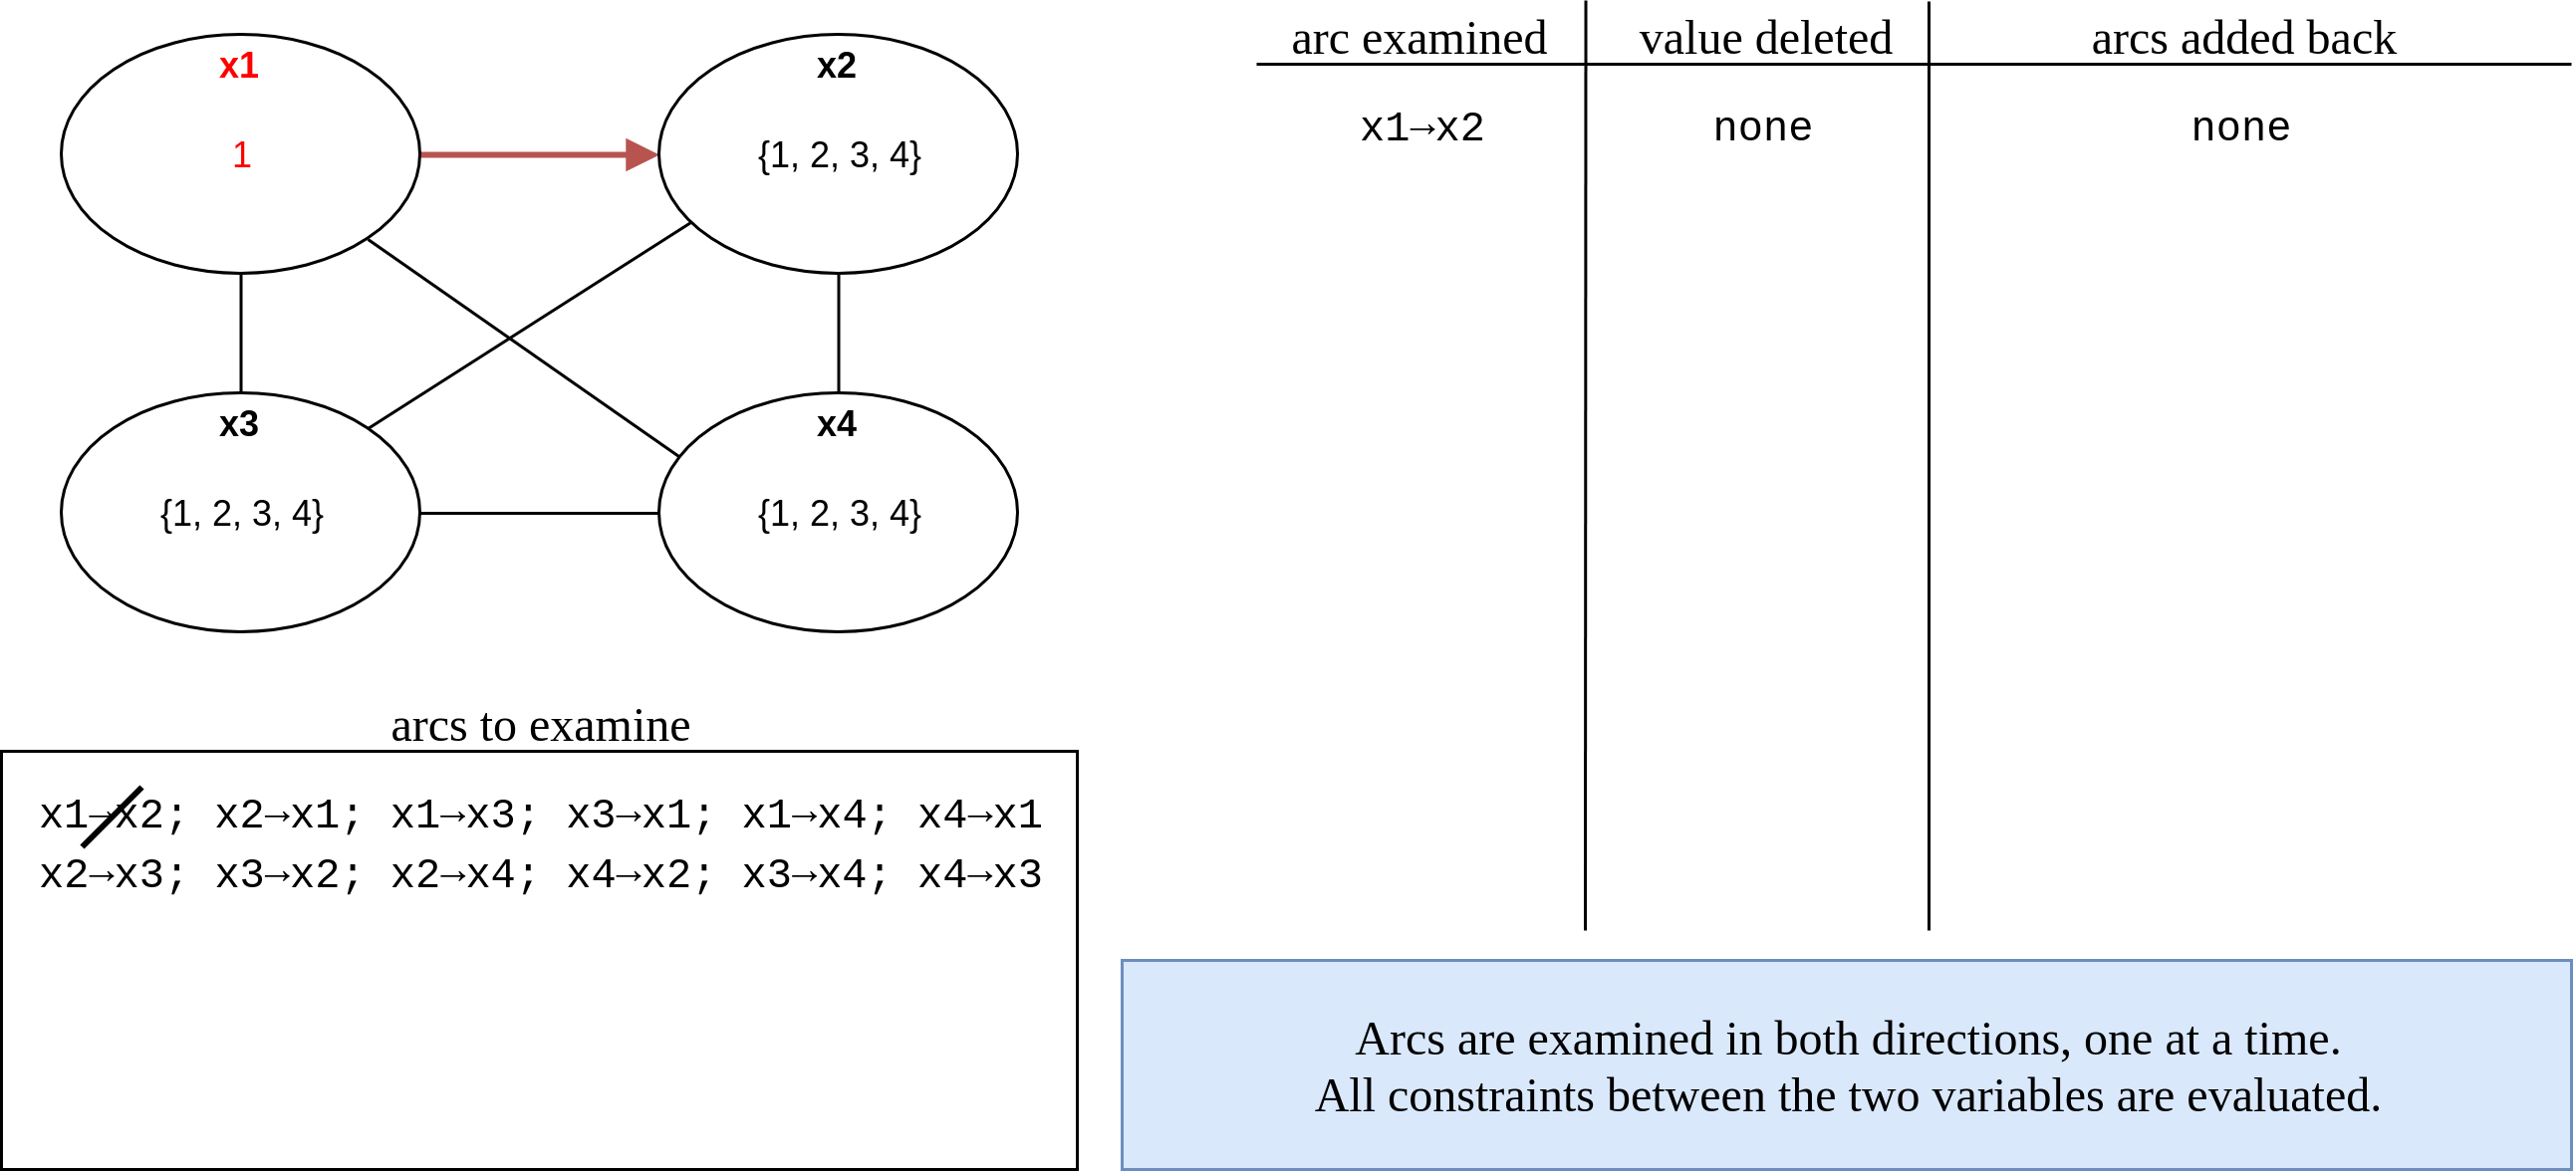 x1
1
x2
{1, 2, 3, 4}
x3
{1, 2, 3, 4}
x4
{1, 2, 3, 4}
arcs to examine
x1→x2; x2→x1; x1→x3; x3→x1; x1→x4; x4→x1
x2→x3; x3→x2; x2→x4; x4→x2; x3→x4; x4→x3
arc examined value deleted arcs added back
x1→x2 none none
Arcs are examined in both directions, one at a time.
All constraints between the two variables are evaluated.